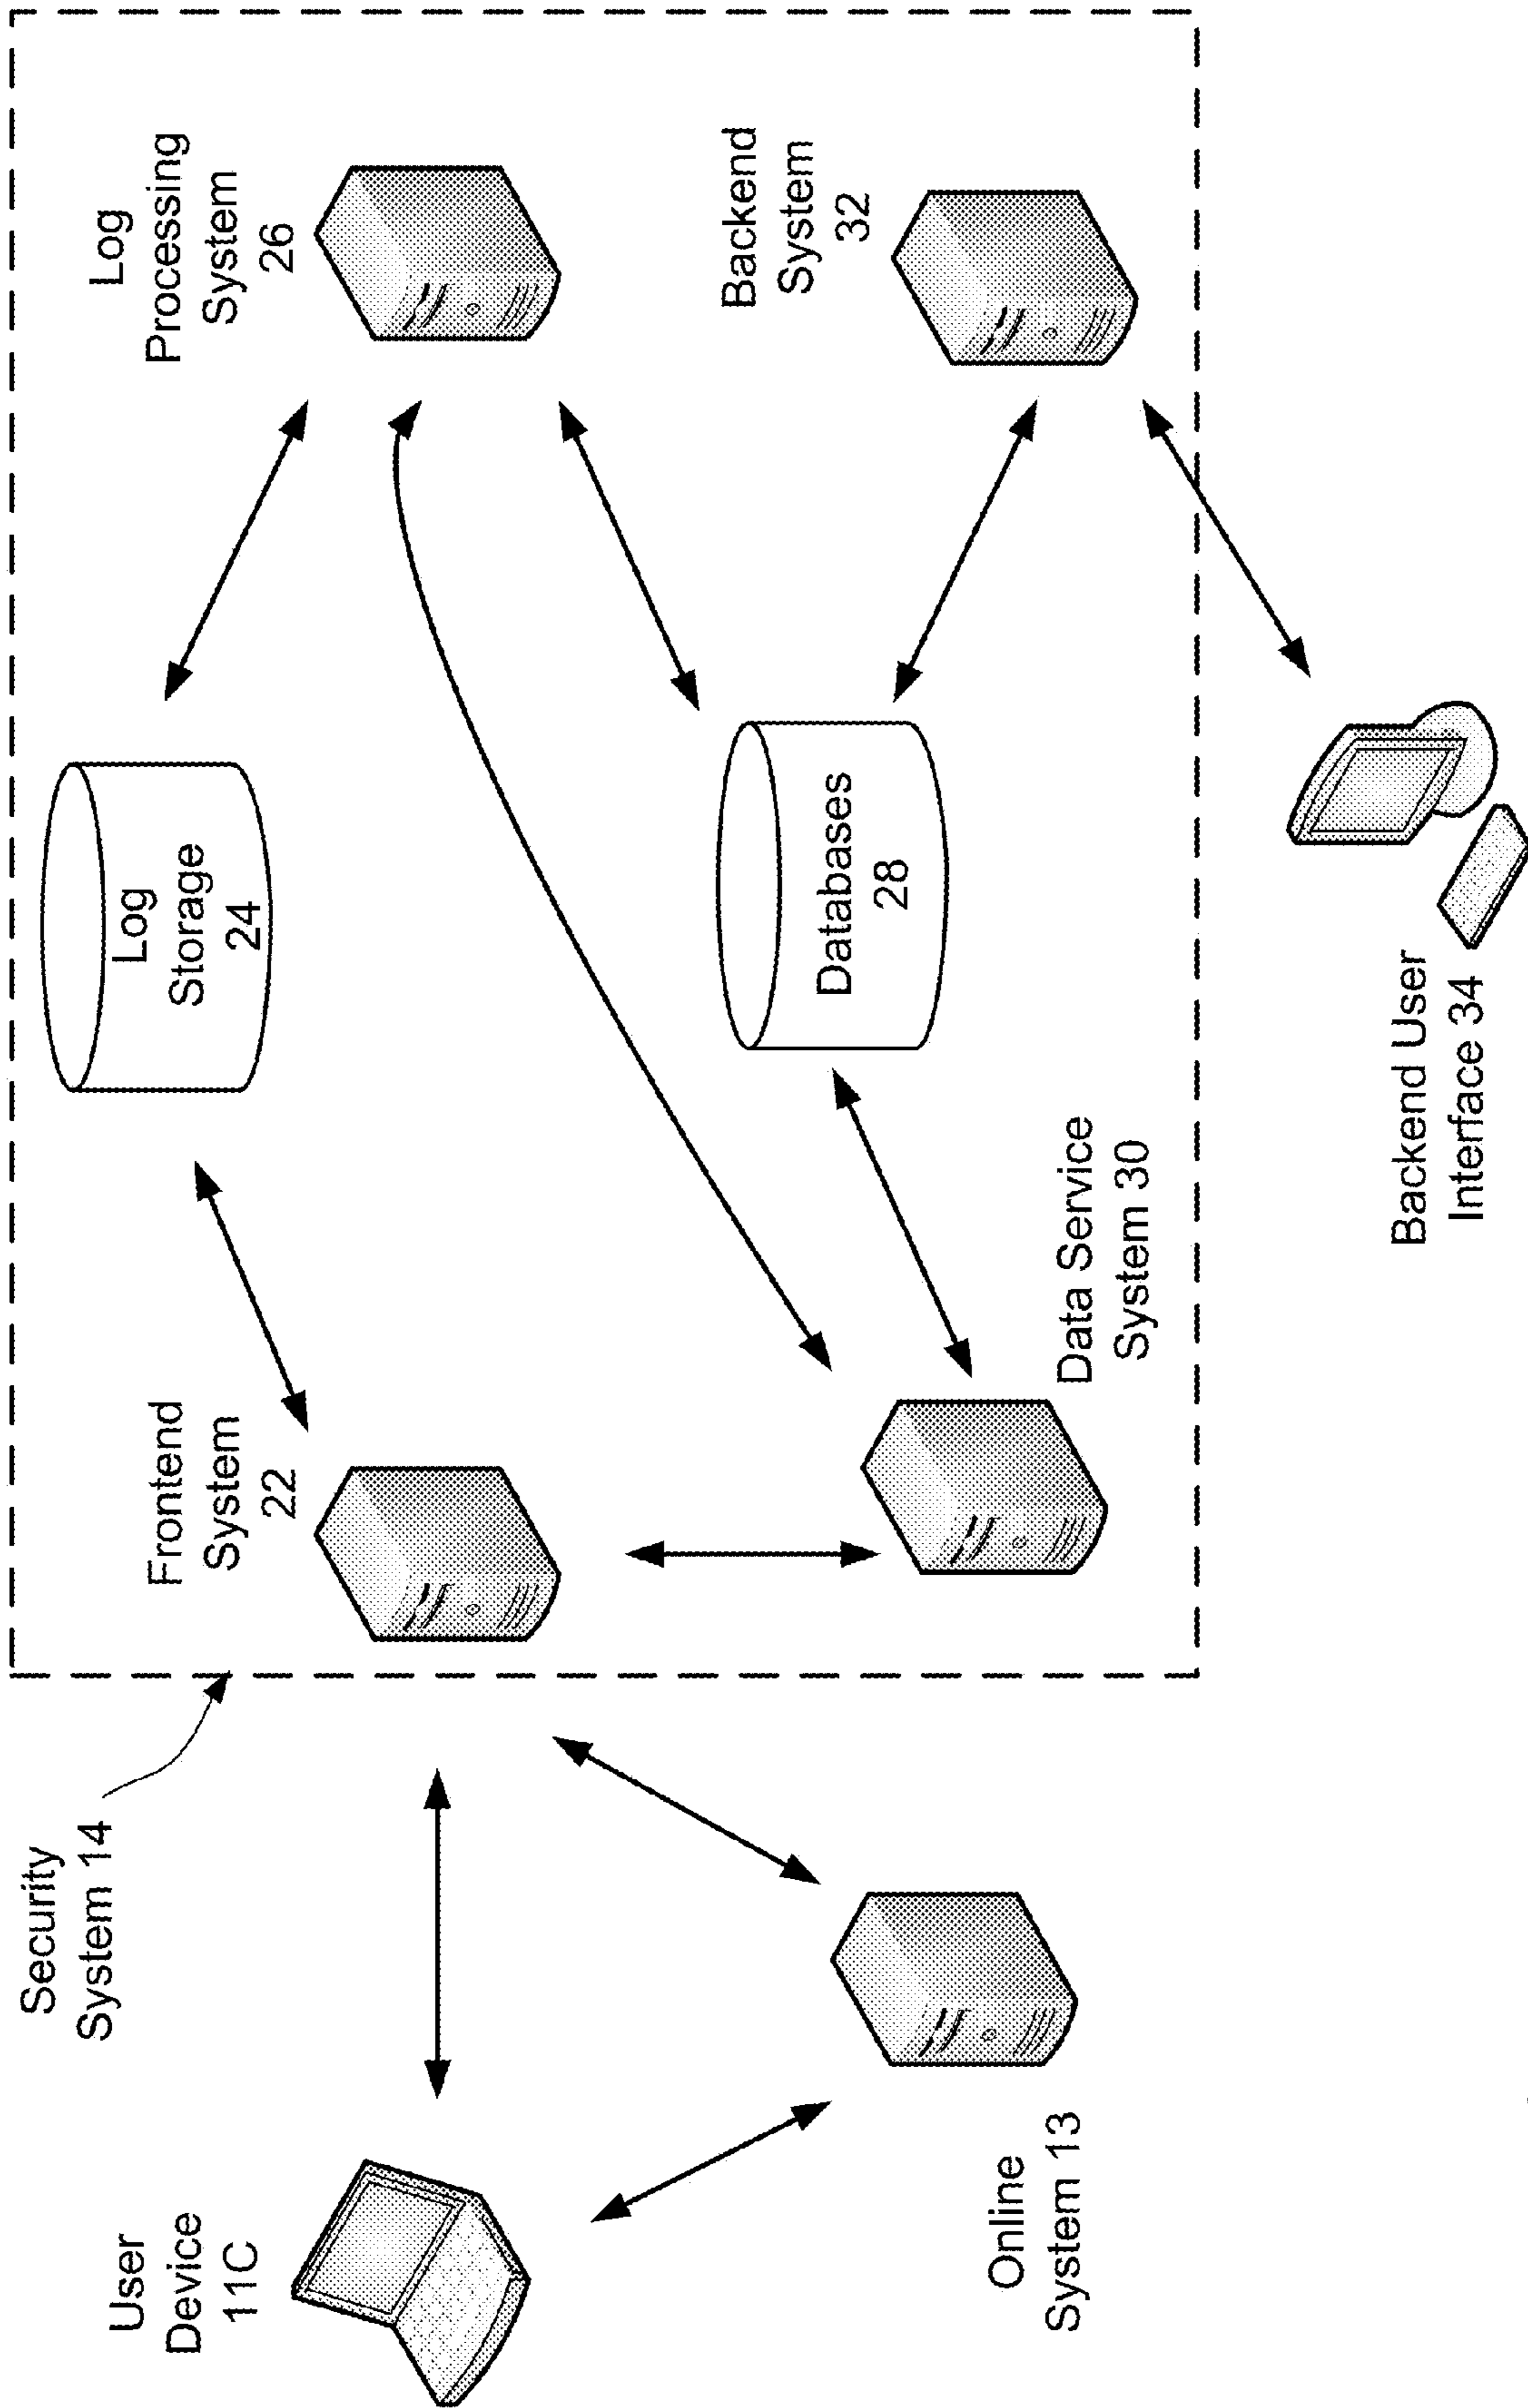 Security
System 14
User
Device
11C
Online
System 13
Frontend
System
22
Log
Storage
24
Log
Processing
System
26
Data Service
System 30
Databases
28
Backend
System
32
Backend User
Interface 34